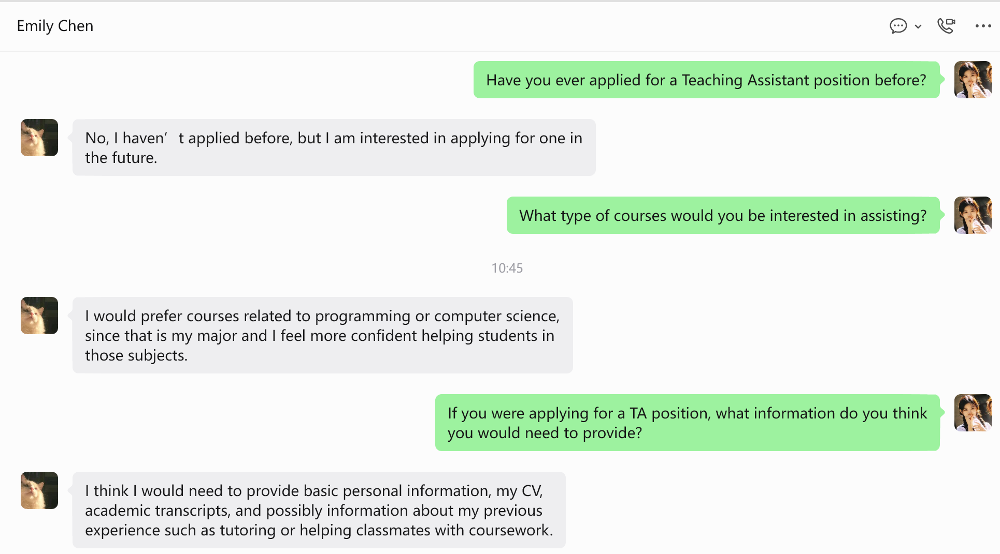 Emily Chen
Have you ever applied for a Teaching Assistant position before?
No, I haven’ t applied before, but I am interested in applying for one in
the future.
What type of courses would you be interested in assisting?
10:45
I would prefer courses related to programming or computer science,
since that is my major and I feel more confident helping students in
those subjects.
If you were applying for a TA position, what information do you think
you would need to provide?
I think I would need to provide basic personal information, my CV,
academic transcripts, and possibly information about my previous
experience such as tutoring or helping classmates with coursework.